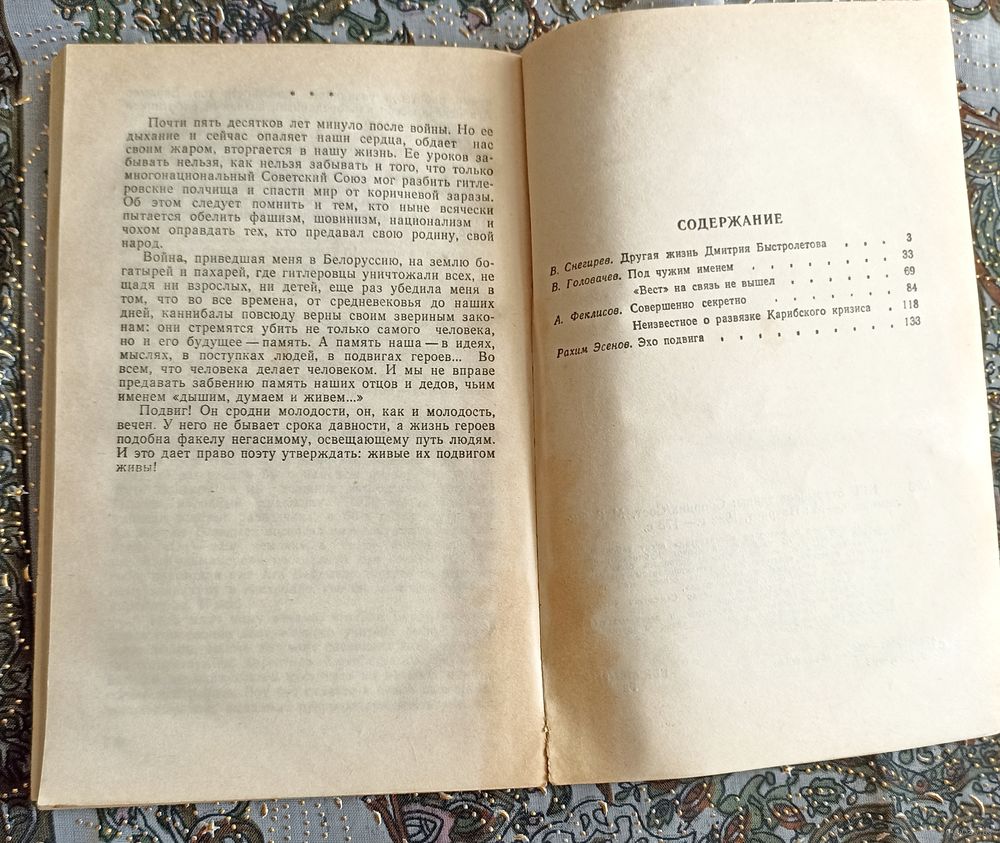 * * *
Почти пять десятков лет минуло после войны. Но ее
дыхание и сейчас опаляет наши сердца, обдает нас
своим жаром, вторгается в нашу жизнь. Ее уроков за-
бывать нельзя, как нельзя забывать и того, что только
многонациональный Советский Союз мог разбить гитле-
ровские полчища и спасти мир от коричневой заразы.
Об этом следует помнить и тем, кто ныне всячески
пытается обелить фашизм, шовинизм, национализм и
чохом оправдать тех, кто предавал свою родину, свой
народ.
Война, приведшая меня в Белоруссию, на землю бо-
гатырей и пахарей, где гитлеровцы уничтожали всех, не
щадя ни взрослых, ни детей, еще раз убедила меня в
том, что во все времена, от средневековья до наших
дней, каннибалы повсюду верны своим звериным зако-
нам: они стремятся убить не только самого человека,
но и его будущее — память. А память наша — в идеях,
мыслях, в поступках людей, в подвигах героев... Во
всем, что человека делает человеком. И мы не вправе
предавать забвению память наших отцов и дедов, чьим
именем «дышим, думаем и живем...»
Подвиг! Он сродни молодости, он, как и молодость,
вечен. У него не бывает срока давности, а жизнь героев
подобна факелу негасимому, освещающему путь людям.
И это дает право поэту утверждать: живые их подвигом
живы!
СОДЕРЖАНИЕ
В. Снегирев. Другая жизнь Дмитрия Быстролетова . . . 3
В. Головачев. Под чужим именем . . . . . . . . 33
«Вест» на связь не вышел . . . . . . 69
А. Феклисов. Совершенно секретно . . . . . . . 84
Неизвестное о развязке Карибского кризиса . 118
Рахим Эсенов. Эхо подвига . . . . . . . . 133